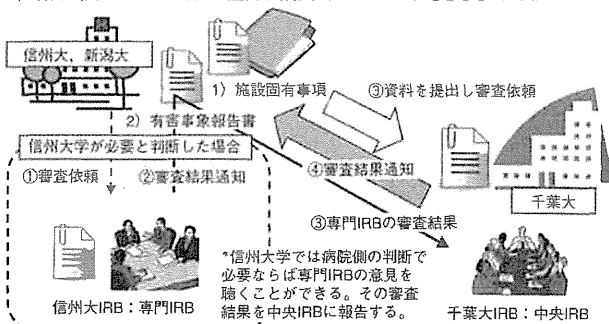 信州大，新潟大
1）施設固有事項
③資料を提出し審査依頼
2）有害事象報告書
信州大学が必要と判断した場合
①審査依頼
②審査結果通知
④審査結果通知
千葉大
③専門IRBの審査結果
*信州大学では病院側の判断で
必要ならば専門IRBの意見を
聴くことができる。その審査
結果を中央IRBに報告する。
信州大IRB：専門IRB
千葉大IRB：中央IRB